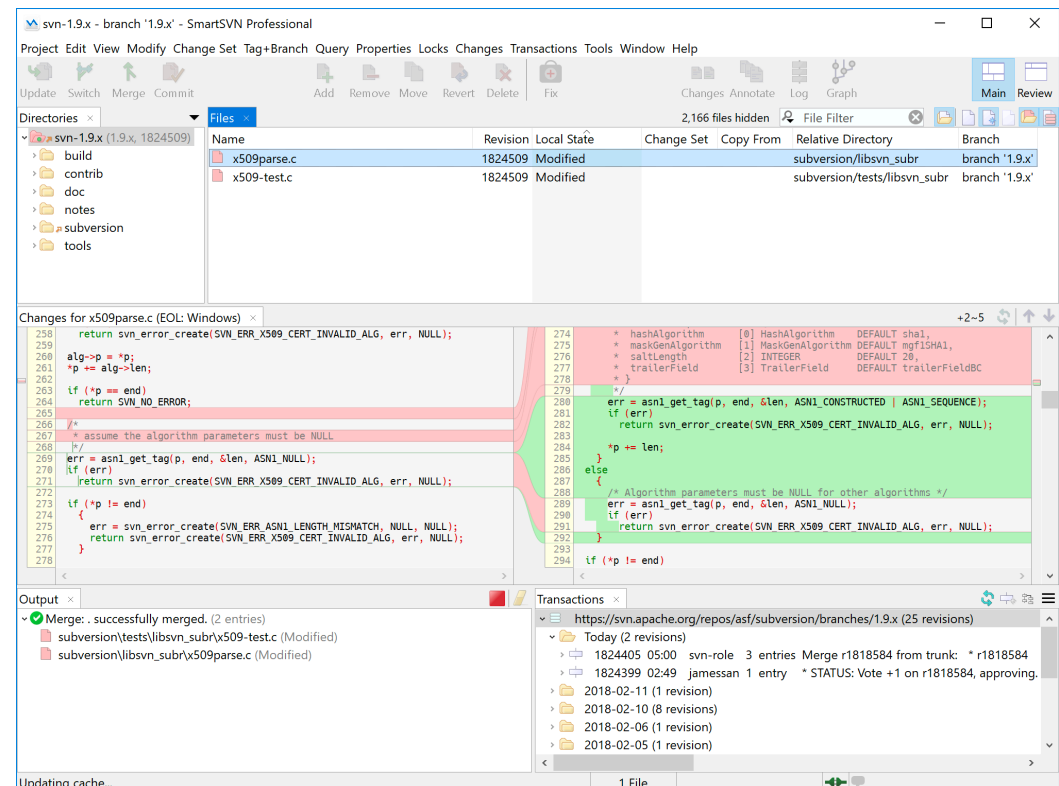 svn-1.9.x - branch '1.9.x' - SmartSVN Professional
Project Edit View Modify Change Set Tag+Branch Query Properties Locks Changes Transactions Tools Window Help
Update Switch Merge Commit Add Remove Move Revert Delete Fix Changes Annotate Log Graph Main Review
Directories
Files
2,166 files hidden
File Filter
svn-1.9.x (1.9.x, 1824509)
build
contrib
doc
notes
subversion
tools
Name Revision Local State Change Set Copy From Relative Directory Branch
x509parse.c 1824509 Modified subversion/libsvn_subr branch '1.9.x'
x509-test.c 1824509 Modified subversion/tests/libsvn_subr branch '1.9.x'
Changes for x509parse.c (EOL: Windows)
+2~5
258 return svn_error_create(SVN_ERR_X509_CERT_INVALID_ALG, err, NULL);
259
260 alg->p = *p;
261 *p += alg->len;
262
263 if (*p == end)
264 return SVN_NO_ERROR;
265
266 /*
267 * assume the algorithm parameters must be NULL
268 */
269 err = asn1_get_tag(p, end, &len, ASN1_NULL);
270 if (err)
271 return svn_error_create(SVN_ERR_X509_CERT_INVALID_ALG, err, NULL);
272
273 if (*p != end)
274 {
275 err = svn_error_create(SVN_ERR_ASN1_LENGTH_MISMATCH, NULL, NULL);
276 return svn_error_create(SVN_ERR_X509_CERT_INVALID_ALG, err, NULL);
277 }
278
274 * hashAlgorithm [0] HashAlgorithm DEFAULT sha1,
275 * maskGenAlgorithm [1] MaskGenAlgorithm DEFAULT mgf1SHA1,
276 * saltLength [2] INTEGER DEFAULT 20,
277 * trailerField [3] TrailerField DEFAULT trailerFieldBC
278 * }
279 */
280 err = asn1_get_tag(p, end, &len, ASN1_CONSTRUCTED | ASN1_SEQUENCE);
281 if (err)
282 return svn_error_create(SVN_ERR_X509_CERT_INVALID_ALG, err, NULL);
283
284 *p += len;
285 }
286 else
287 {
288 /* Algorithm parameters must be NULL for other algorithms */
289 err = asn1_get_tag(p, end, &len, ASN1_NULL);
290 if (err)
291 return svn_error_create(SVN_ERR_X509_CERT_INVALID_ALG, err, NULL);
292 }
293
294 if (*p != end)
Output
Merge: . successfully merged. (2 entries)
subversion\tests\libsvn_subr\x509-test.c (Modified)
subversion\libsvn_subr\x509parse.c (Modified)
Transactions
https://svn.apache.org/repos/asf/subversion/branches/1.9.x (25 revisions)
Today (2 revisions)
1824405 05:00 svn-role 3 entries Merge r1818584 from trunk: * r1818584
1824399 02:49 jamessan 1 entry * STATUS: Vote +1 on r1818584, approving.
2018-02-11 (1 revision)
2018-02-10 (8 revisions)
2018-02-06 (1 revision)
2018-02-05 (1 revision)
Updating cache...
1 File